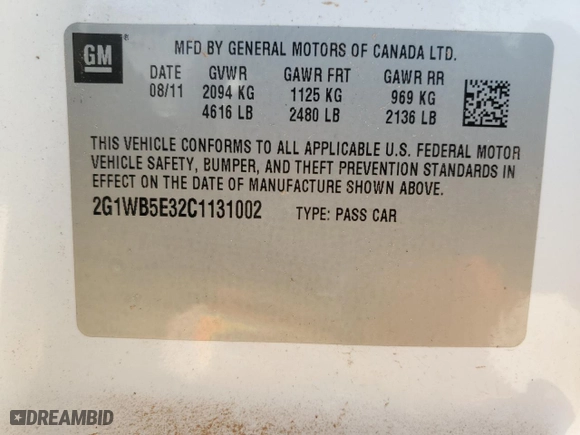 GM ®
MFD BY GENERAL MOTORS OF CANADA LTD.
DATE GVWR GAWR FRT GAWR RR
08/11 2094 KG 1125 KG 969 KG
4616 LB 2480 LB 2136 LB
THIS VEHICLE CONFORMS TO ALL APPLICABLE U.S. FEDERAL MOTOR
VEHICLE SAFETY, BUMPER, AND THEFT PREVENTION STANDARDS IN
EFFECT ON THE DATE OF MANUFACTURE SHOWN ABOVE.
2G1WB5E32C1131002 TYPE: PASS CAR
DREAMBID